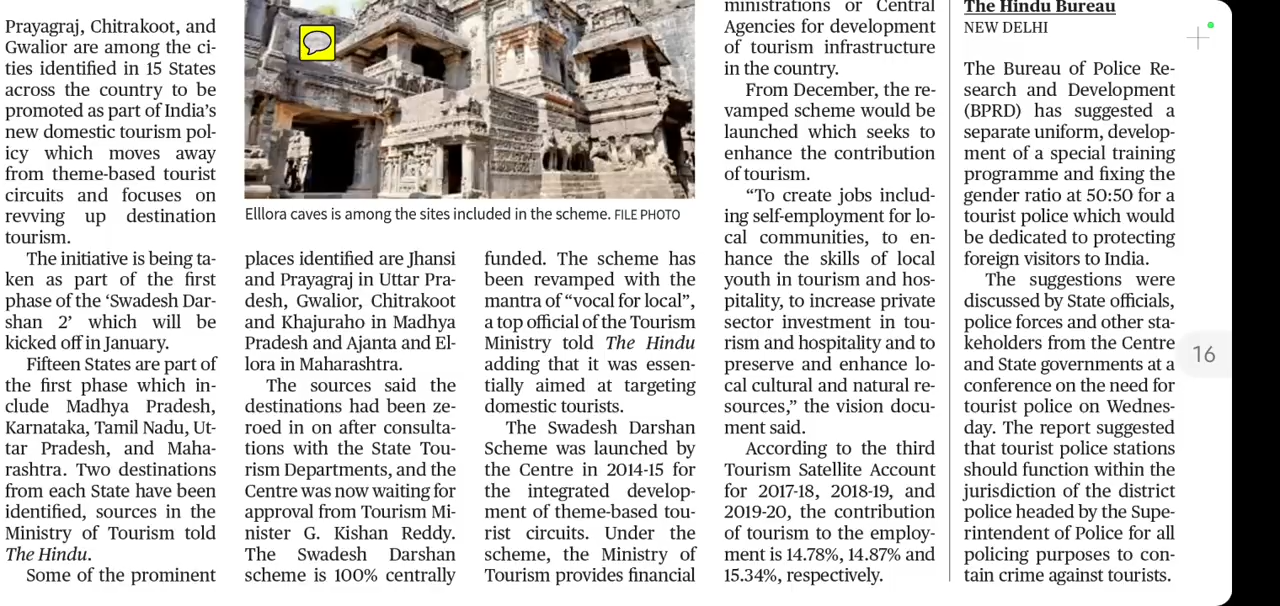 Prayagraj, Chitrakoot, and
Gwalior are among the ci-
ties identified in 15 States
across the country to be
promoted as part of India's
new domestic tourism pol-
icy which moves away
from theme-based tourist
circuits and focuses on
revving up destination
tourism.
The initiative is being ta-
ken as part of the first
phase of the 'Swadesh Dar-
shan 2' which will be
kicked off in January.
Fifteen States are part of
the first phase which in-
clude Madhya Pradesh,
Karnataka, Tamil Nadu, Ut-
tar Pradesh, and Maha-
rashtra. Two destinations
from each State have been
identified, sources in the
Ministry of Tourism told
The Hindu.
Some of the prominent
Elllora caves is among the sites included in the scheme. FILE PHOTO
places identified are Jhansi
and Prayagraj in Uttar Pra-
desh, Gwalior, Chitrakoot
and Khajuraho in Madhya
Pradesh and Ajanta and El-
lora in Maharashtra.
The sources said the
destinations had been ze-
roed in on after consulta-
tions with the State Tou-
rism Departments, and the
Centre was now waiting for
approval from Tourism Mi-
nister G. Kishan Reddy.
The Swadesh Darshan
scheme is 100% centrally
funded. The scheme has
been revamped with the
mantra of "vocal for local",
a top official of the Tourism
Ministry told The Hindu
adding that it was essen-
tially aimed at targeting
domestic tourists.
The Swadesh Darshan
Scheme was launched by
the Centre in 2014-15 for
the integrated develop-
ment of theme-based tou-
rist circuits. Under the
scheme, the Ministry of
Tourism provides financial
ministrations or Central
Agencies for development
of tourism infrastructure
in the country.
From December, the re-
vamped scheme would be
launched which seeks to
enhance the contribution
of tourism.
"To create jobs includ-
ing self-employment for lo-
cal communities, to en-
hance the skills of local
youth in tourism and hos-
pitality, to increase private
sector investment in tou-
rism and hospitality and to
preserve and enhance lo-
cal cultural and natural re-
sources," the vision docu-
ment said.
According to the third
Tourism Satellite Account
for 2017-18, 2018-19, and
2019-20, the contribution
of tourism to the employ-
ment is 14.78%, 14.87% and
15.34%, respectively.
The Hindu Bureau
NEW DELHI
The Bureau of Police Re-
search and Development
(BPRD) has suggested a
separate uniform, develop-
ment of a special training
programme and fixing the
gender ratio at 50:50 for a
tourist police which would
be dedicated to protecting
foreign visitors to India.
The suggestions were
discussed by State officials,
police forces and other sta-
keholders from the Centre
and State governments at a
conference on the need for
tourist police on Wednes-
day. The report suggested
that tourist police stations
should function within the
jurisdiction of the district
police headed by the Supe-
rintendent of Police for all
policing purposes to con-
tain crime against tourists.
16